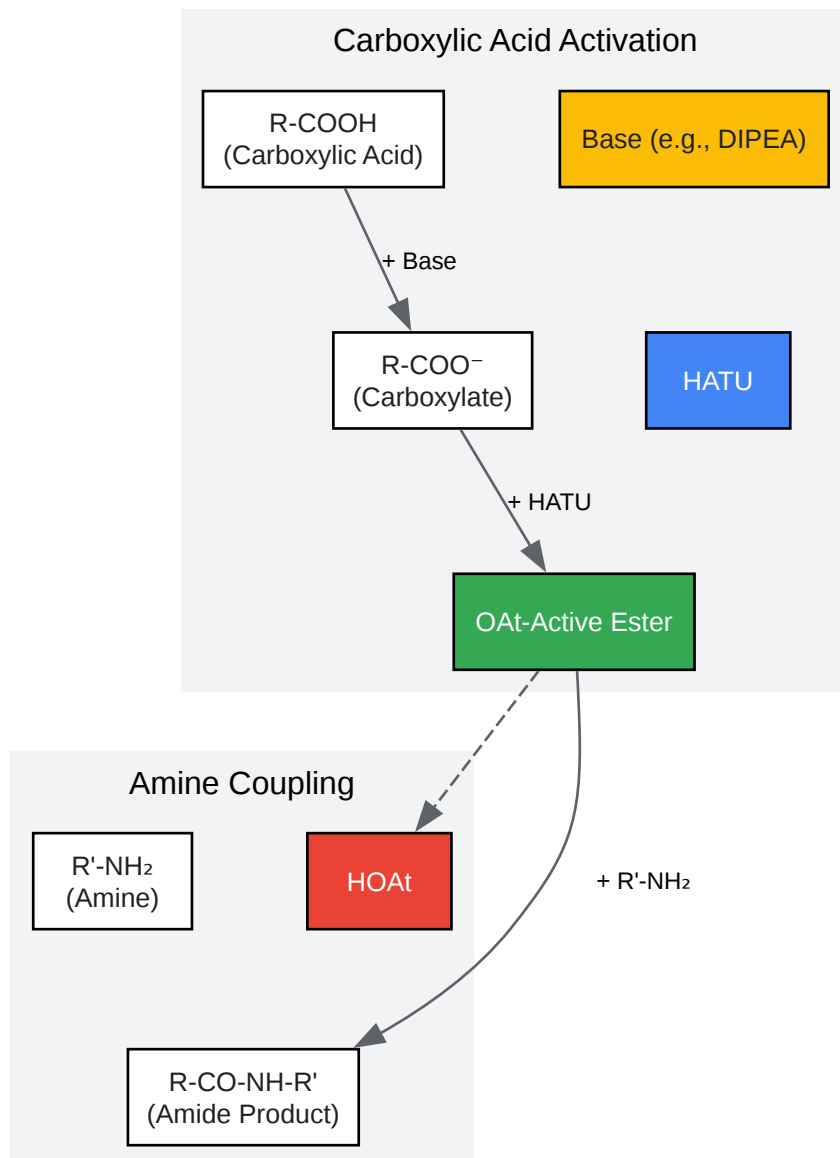 Carboxylic Acid Activation
R-COOH
(Carboxylic Acid)
Base (e.g., DIPEA)
+ Base
R-COO⁻
(Carboxylate)
HATU
+ HATU
OAt-Active Ester
Amine Coupling
R'-NH₂
(Amine)
HOAt
+ R'-NH₂
R-CO-NH-R'
(Amide Product)